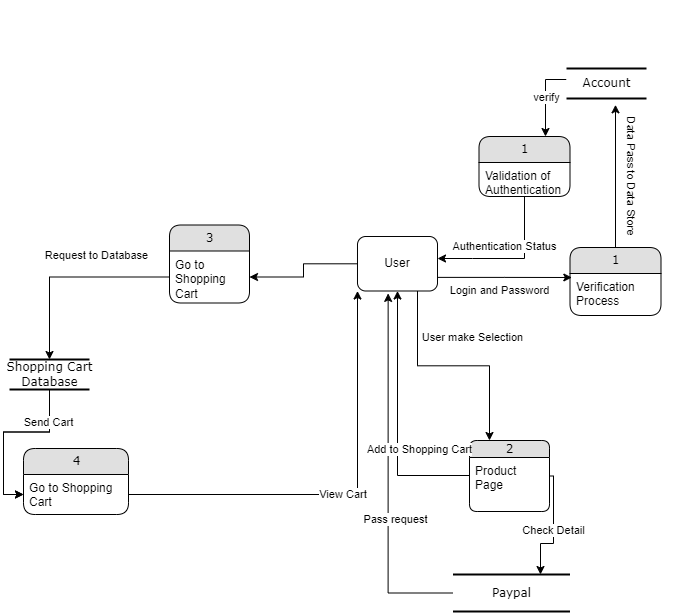 Account
verify
1
Validation of
Authentication
Data Pass to Data Store
3
Go to
Shopping
Cart
Request to Database
User
Authentication Status
Login and Password
1
Verification
Process
User make Selection
Shopping Cart
Database
Send Cart
4
Go to Shopping
Cart
View Cart
Add to Shopping Cart
2
Product
Page
Pass request
Check Detail
Paypal